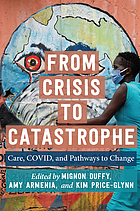 FROM
CRISIS
TO
CATASTROPHE
Care, COVID, and Pathways to Change
Edited by MIGNON DUFFY,
AMY ARMENIA, and KIM PRICE-GLYNN